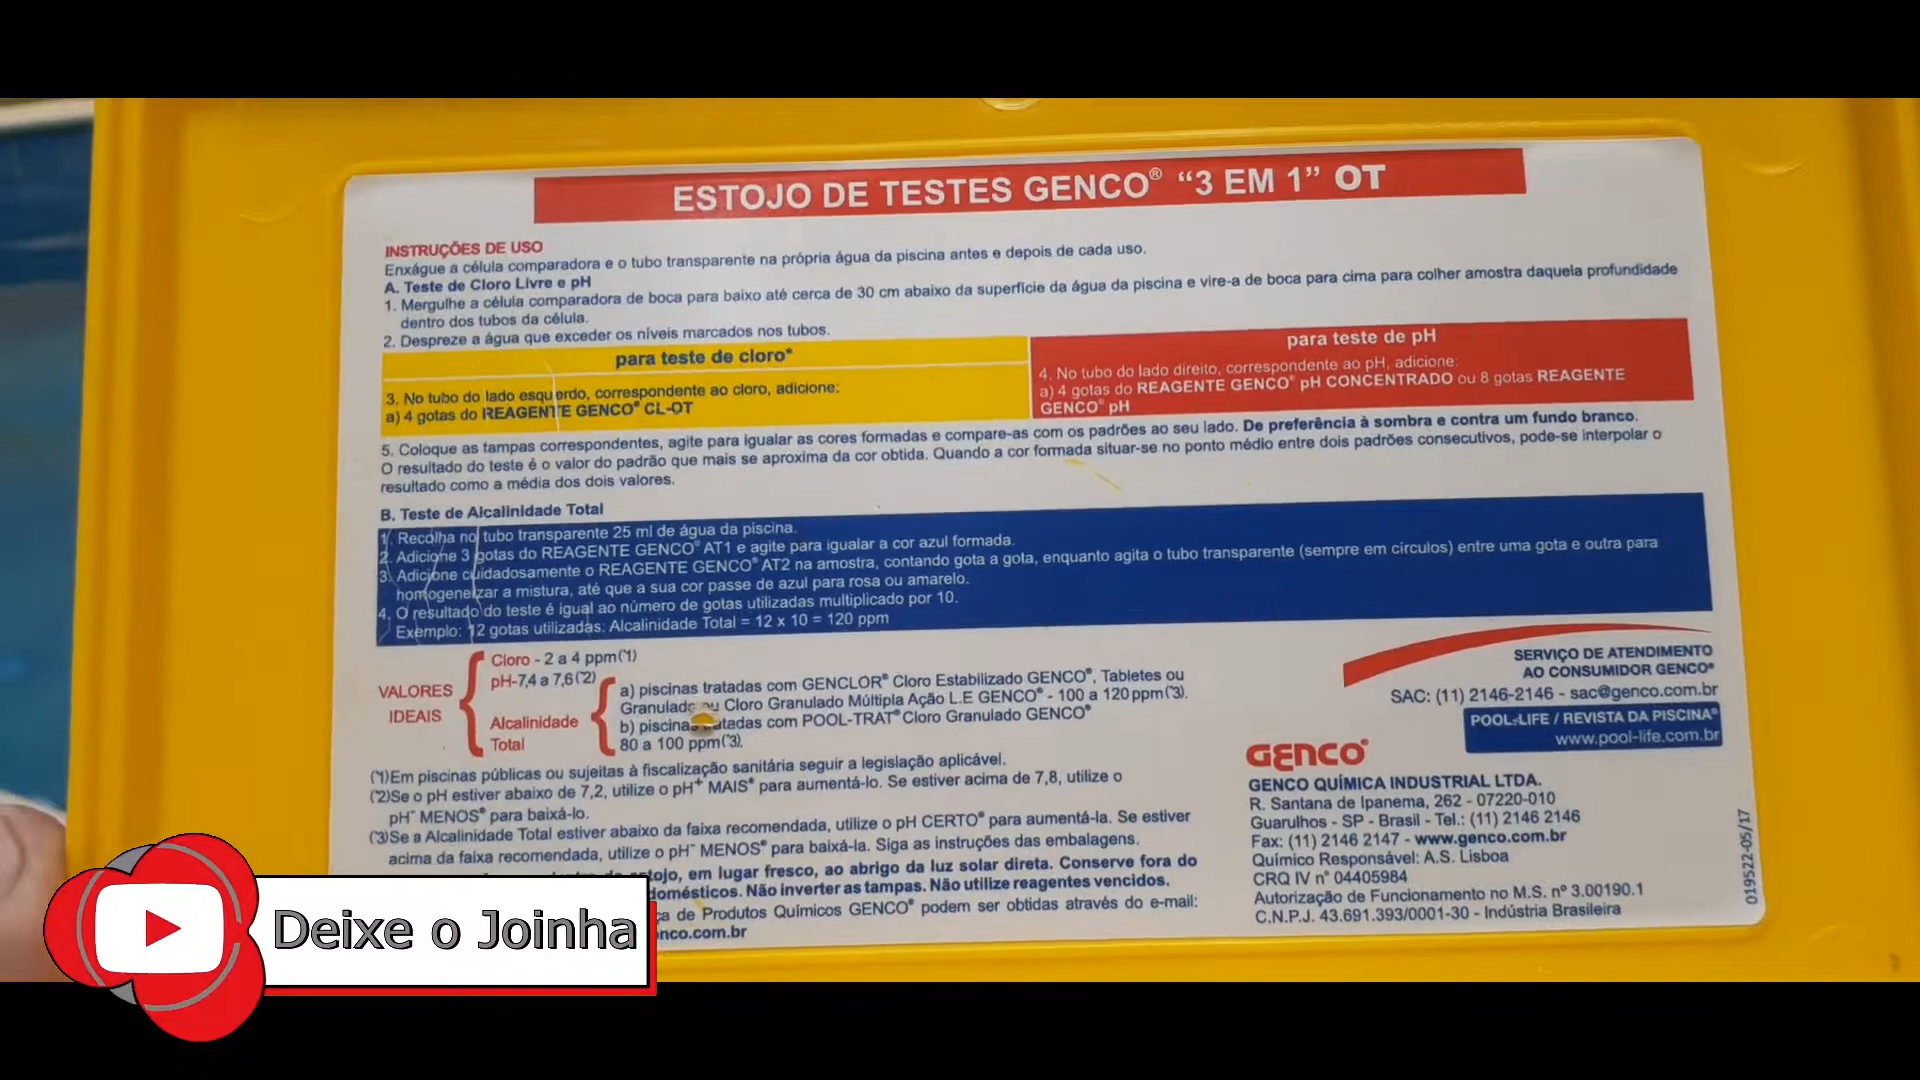 ESTOJO DE TESTES GENCO® “3 EM 1” OT
INSTRUÇÕES DE USO
Enxágue a célula comparadora e o tubo transparente na própria água da piscina antes e depois de cada uso.
A. Teste de Cloro Livre e pH
1. Mergulhe a célula comparadora de boca para baixo até cerca de 30 cm abaixo da superfície da água da piscina e vire-a de boca para cima para colher amostra daquela profundidade
dentro dos tubos da célula.
2. Despreze a água que exceder os níveis marcados nos tubos.
para teste de cloro*
3. No tubo do lado esquerdo, correspondente ao cloro, adicione:
a) 4 gotas do REAGENTE GENCO® CL-OT
para teste de pH
4. No tubo do lado direito, correspondente ao pH, adicione:
a) 4 gotas do REAGENTE GENCO® pH CONCENTRADO ou 8 gotas REAGENTE
GENCO® pH
5. Coloque as tampas correspondentes, agite para igualar as cores formadas e compare-as com os padrões ao seu lado. De preferência à sombra e contra um fundo branco.
O resultado do teste é o valor do padrão que mais se aproxima da cor obtida. Quando a cor formada situar-se no ponto médio entre dois padrões consecutivos, pode-se interpolar o
resultado como a média dos dois valores.
B. Teste de Alcalinidade Total
1. Recolha no tubo transparente 25 ml de água da piscina.
2. Adicione 3 gotas do REAGENTE GENCO® AT1 e agite para igualar a cor azul formada.
3. Adicione cuidadosamente o REAGENTE GENCO® AT2 na amostra, contando gota a gota, enquanto agita o tubo transparente (sempre em círculos) entre uma gota e outra para
homogeneizar a mistura, até que a sua cor passe de azul para rosa ou amarelo.
4. O resultado do teste é igual ao número de gotas utilizadas multiplicado por 10.
Exemplo: 12 gotas utilizadas: Alcalinidade Total = 12 x 10 = 120 ppm
VALORES
IDEAIS
Cloro - 2 a 4 ppm(*1)
pH-7,4 a 7,6(*2)
Alcalinidade
Total
a) piscinas tratadas com GENCLOR® Cloro Estabilizado GENCO®, Tabletes ou
Granulado ou Cloro Granulado Múltipla Ação L.E GENCO® - 100 a 120 ppm(*3).
b) piscinas tratadas com POOL-TRAT® Cloro Granulado GENCO®
80 a 100 ppm(*3).
(*1)Em piscinas públicas ou sujeitas à fiscalização sanitária seguir a legislação aplicável.
(*2)Se o pH estiver abaixo de 7,2, utilize o pH⁺ MAIS® para aumentá-lo. Se estiver acima de 7,8, utilize o
pH⁻ MENOS® para baixá-lo.
(*3)Se a Alcalinidade Total estiver abaixo da faixa recomendada, utilize o pH CERTO® para aumentá-la. Se estiver
acima da faixa recomendada, utilize o pH⁻ MENOS® para baixá-la. Siga as instruções das embalagens.
estojo, em lugar fresco, ao abrigo da luz solar direta. Conserve fora do
domésticos. Não inverter as tampas. Não utilize reagentes vencidos.
de Produtos Químicos GENCO® podem ser obtidas através do e-mail:
genco.com.br
SERVIÇO DE ATENDIMENTO
AO CONSUMIDOR GENCO®
SAC: (11) 2146-2146 - sac@genco.com.br
POOL-LIFE / REVISTA DA PISCINA®
www.pool-life.com.br
GENCO®
GENCO QUÍMICA INDUSTRIAL LTDA.
R. Santana de Ipanema, 262 - 07220-010
Guarulhos - SP - Brasil - Tel.: (11) 2146 2146
Fax: (11) 2146 2147 - www.genco.com.br
Químico Responsável: A.S. Lisboa
CRQ IV nº 04405984
Autorização de Funcionamento no M.S. nº 3.00190.1
C.N.P.J. 43.691.393/0001-30 - Indústria Brasileira
019522-05/17
Deixe o Joinha